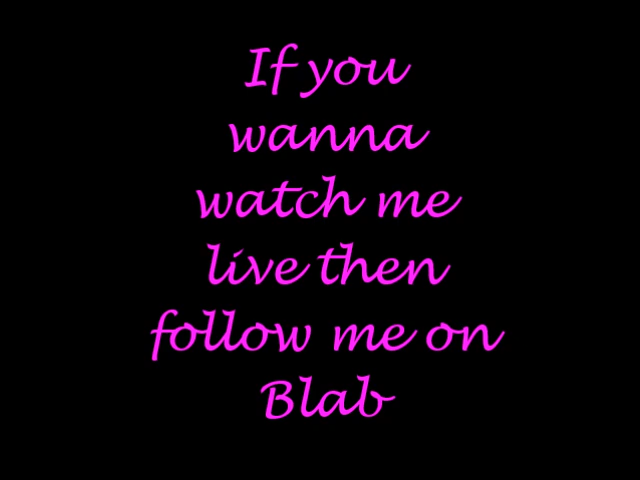 If you
wanna
watch me
live then
follow me on
Blab